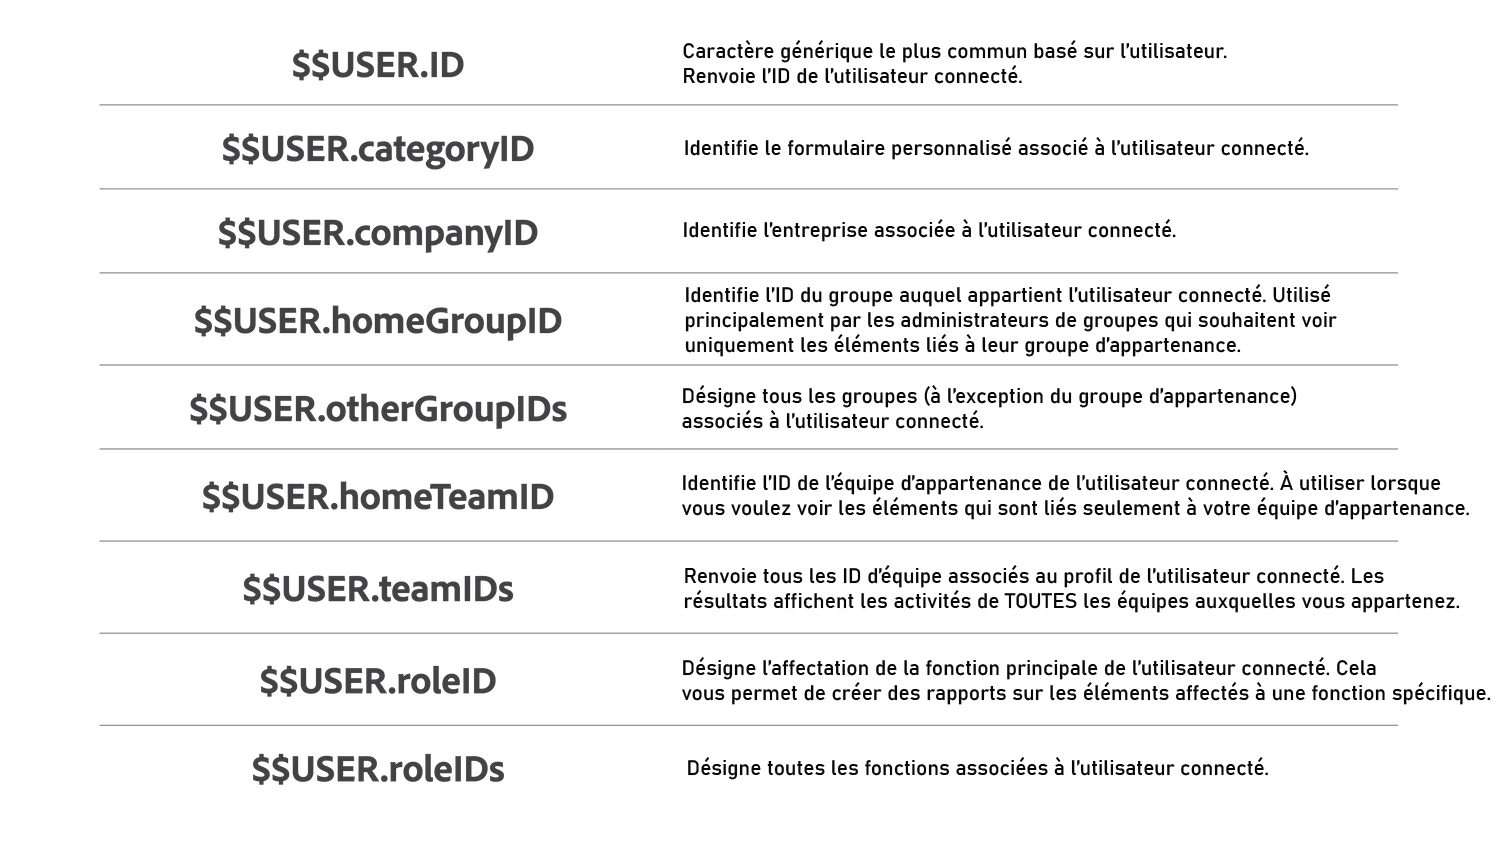 $$USER.ID
Caractère générique le plus commun basé sur l’utilisateur.
Renvoie l’ID de l’utilisateur connecté.
$$USER.categoryID
Identifie le formulaire personnalisé associé à l’utilisateur connecté.
$$USER.companyID
Identifie l’entreprise associée à l’utilisateur connecté.
$$USER.homeGroupID
Identifie l’ID du groupe auquel appartient l’utilisateur connecté. Utilisé
principalement par les administrateurs de groupes qui souhaitent voir
uniquement les éléments liés à leur groupe d’appartenance.
$$USER.otherGroupIDs
Désigne tous les groupes (à l’exception du groupe d’appartenance)
associés à l’utilisateur connecté.
$$USER.homeTeamID
Identifie l’ID de l’équipe d’appartenance de l’utilisateur connecté. À utiliser lorsque
vous voulez voir les éléments qui sont liés seulement à votre équipe d’appartenance.
$$USER.teamIDs
Renvoie tous les ID d’équipe associés au profil de l’utilisateur connecté. Les
résultats affichent les activités de TOUTES les équipes auxquelles vous appartenez.
$$USER.roleID
Désigne l’affectation de la fonction principale de l’utilisateur connecté. Cela
vous permet de créer des rapports sur les éléments affectés à une fonction spécifique.
$$USER.roleIDs
Désigne toutes les fonctions associées à l’utilisateur connecté.